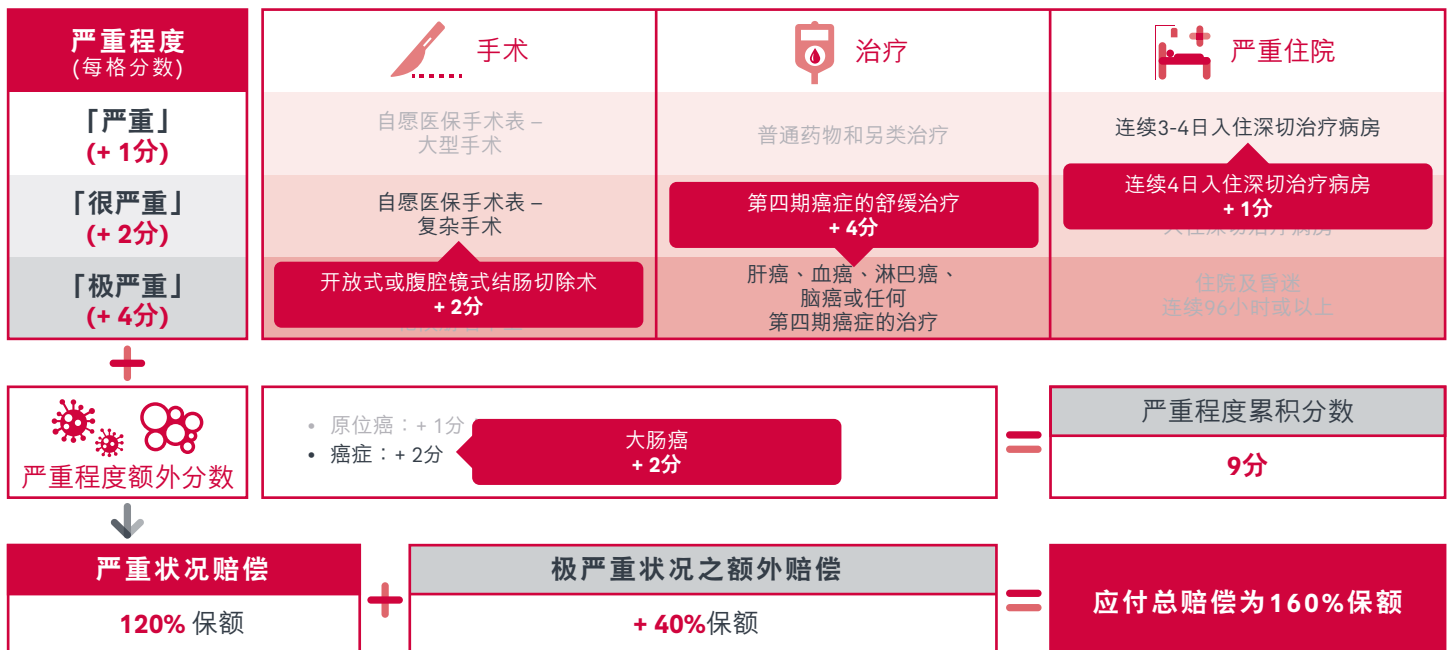 严重程度
(每格分数)
手术
治疗
严重住院
「严重」
(+ 1分)
自愿医保手术表 –
大型手术
普通药物和另类治疗
连续3-4日入住深切治疗病房
「很严重」
(+ 2分)
自愿医保手术表 –
复杂手术
第四期癌症的舒缓治疗
+ 4分
连续4日入住深切治疗病房
+ 1分
入住深切治疗病房
「极严重」
(+ 4分)
开放式或腹腔镜式结肠切除术
+ 2分
肝癌、血癌、淋巴癌、
脑癌或任何
第四期癌症的治疗
住院及昏迷
连续96小时或以上
严重程度额外分数
• 原位癌：+ 1分
• 癌症：+ 2分
大肠癌
+ 2分
严重程度累积分数
9分
严重状况赔偿
120% 保额
极严重状况之额外赔偿
+ 40%保额
应付总赔偿为160%保额